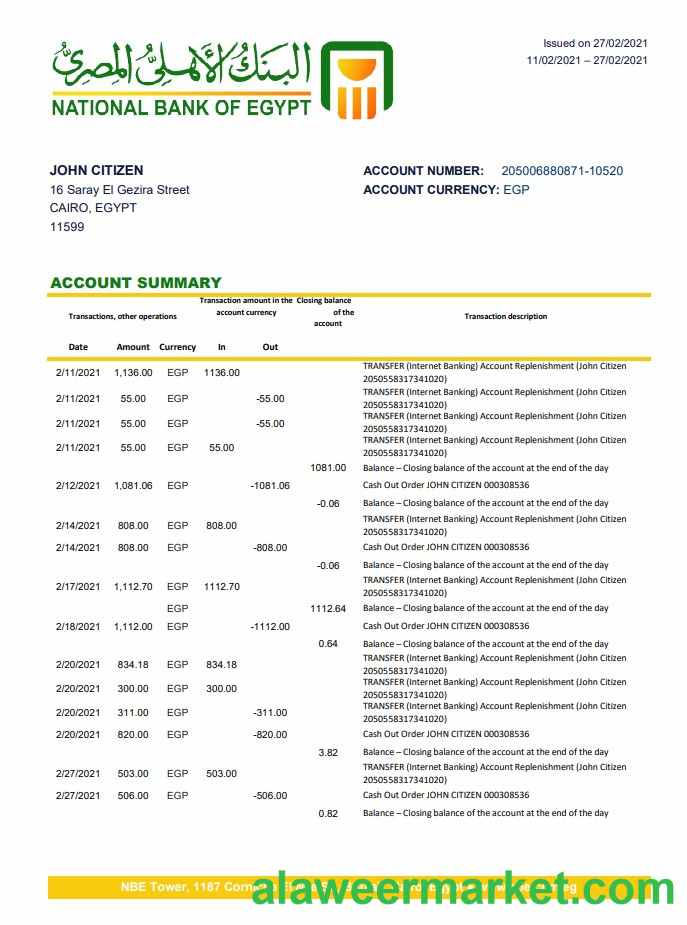 البنك الأهلي المصري
NATIONAL BANK OF EGYPT
Issued on 27/02/2021
11/02/2021 – 27/02/2021
JOHN CITIZEN
16 Saray El Gezira Street
CAIRO, EGYPT
11599
ACCOUNT NUMBER: 205006880871-10520
ACCOUNT CURRENCY: EGP
ACCOUNT SUMMARY
Transactions, other operations
Transaction amount in the
account currency
Closing balance
of the
account
Transaction description
Date Amount Currency In Out
2/11/2021 1,136.00 EGP 1136.00 TRANSFER (Internet Banking) Account Replenishment (John Citizen
2050558317341020)
2/11/2021 55.00 EGP -55.00 TRANSFER (Internet Banking) Account Replenishment (John Citizen
2050558317341020)
2/11/2021 55.00 EGP -55.00 TRANSFER (Internet Banking) Account Replenishment (John Citizen
2050558317341020)
2/11/2021 55.00 EGP 55.00 TRANSFER (Internet Banking) Account Replenishment (John Citizen
2050558317341020)
1081.00 Balance – Closing balance of the account at the end of the day
2/12/2021 1,081.06 EGP -1081.06 Cash Out Order JOHN CITIZEN 000308536
-0.06 Balance – Closing balance of the account at the end of the day
2/14/2021 808.00 EGP 808.00 TRANSFER (Internet Banking) Account Replenishment (John Citizen
2050558317341020)
2/14/2021 808.00 EGP -808.00 Cash Out Order JOHN CITIZEN 000308536
-0.06 Balance – Closing balance of the account at the end of the day
2/17/2021 1,112.70 EGP 1112.70 TRANSFER (Internet Banking) Account Replenishment (John Citizen
2050558317341020)
EGP 1112.64 Balance – Closing balance of the account at the end of the day
2/18/2021 1,112.00 EGP -1112.00 Cash Out Order JOHN CITIZEN 000308536
0.64 Balance – Closing balance of the account at the end of the day
2/20/2021 834.18 EGP 834.18 TRANSFER (Internet Banking) Account Replenishment (John Citizen
2050558317341020)
2/20/2021 300.00 EGP 300.00 TRANSFER (Internet Banking) Account Replenishment (John Citizen
2050558317341020)
2/20/2021 311.00 EGP -311.00 TRANSFER (Internet Banking) Account Replenishment (John Citizen
2050558317341020)
2/20/2021 820.00 EGP -820.00 Cash Out Order JOHN CITIZEN 000308536
3.82 Balance – Closing balance of the account at the end of the day
2/27/2021 503.00 EGP 503.00 TRANSFER (Internet Banking) Account Replenishment (John Citizen
2050558317341020)
2/27/2021 506.00 EGP -506.00 Cash Out Order JOHN CITIZEN 000308536
0.82 Balance – Closing balance of the account at the end of the day
NBE Tower, 1187
alaweermarket.com